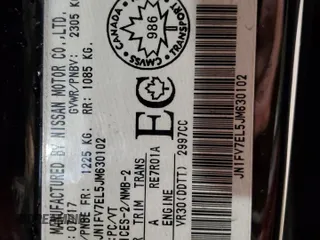 MANUFACTURED BY NISSAN MOTOR CO.,LTD.
GVWR/PNBV: 2305 KG
FR: 1225 KG. RR: 1085 KG.
JN1FV7EL5JM630102
TRIM TRANS
A RE7R01A
VR30(DDTT) 2997CC
EC
CANADA
986
CMVSS
TRANSPORT
JN1FV7EL5JM630102